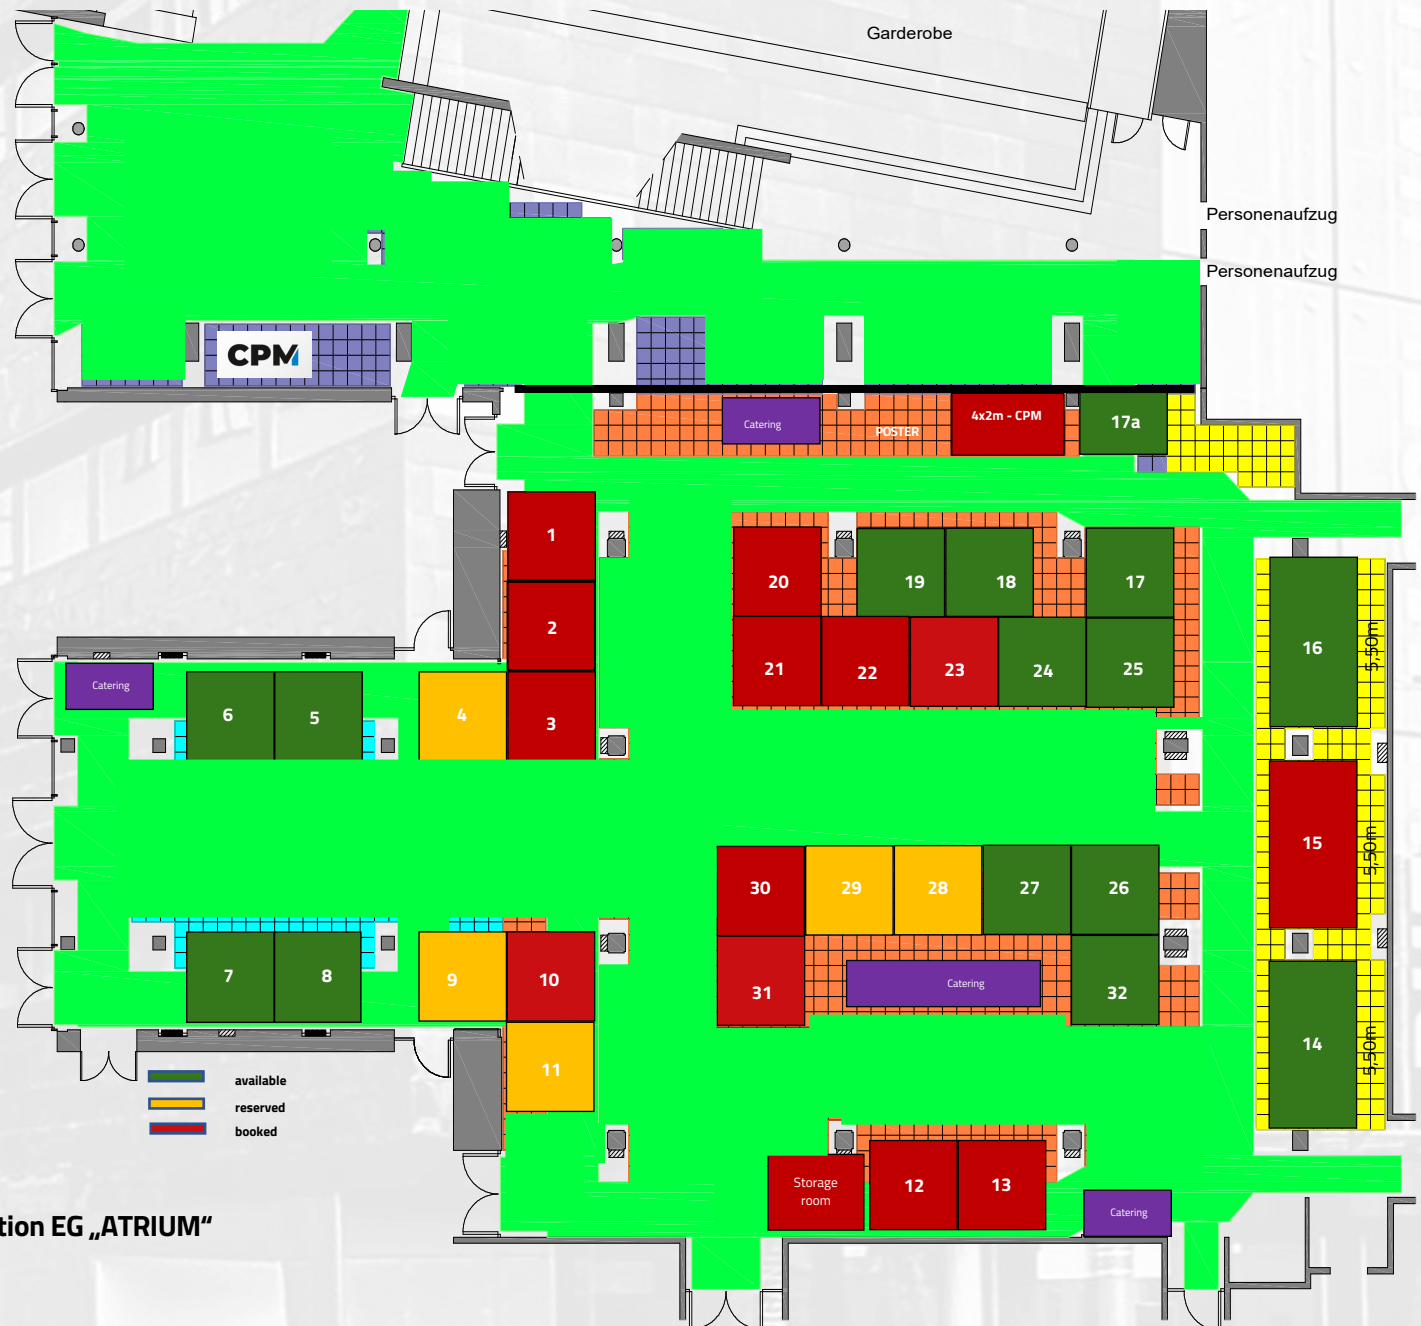 Garderobe
Personenaufzug
Personenaufzug
CPM
Catering
POSTER
4x2m - CPM
17a
1
2
3
4
5
6
Catering
20
19
18
17
21
22
23
24
25
16
5,50m
15
5,50m
14
5,50m
30
29
28
27
26
31
Catering
32
7
8
9
10
11
available
reserved
booked
Storage
room
12
13
Catering
tion EG „ATRIUM“